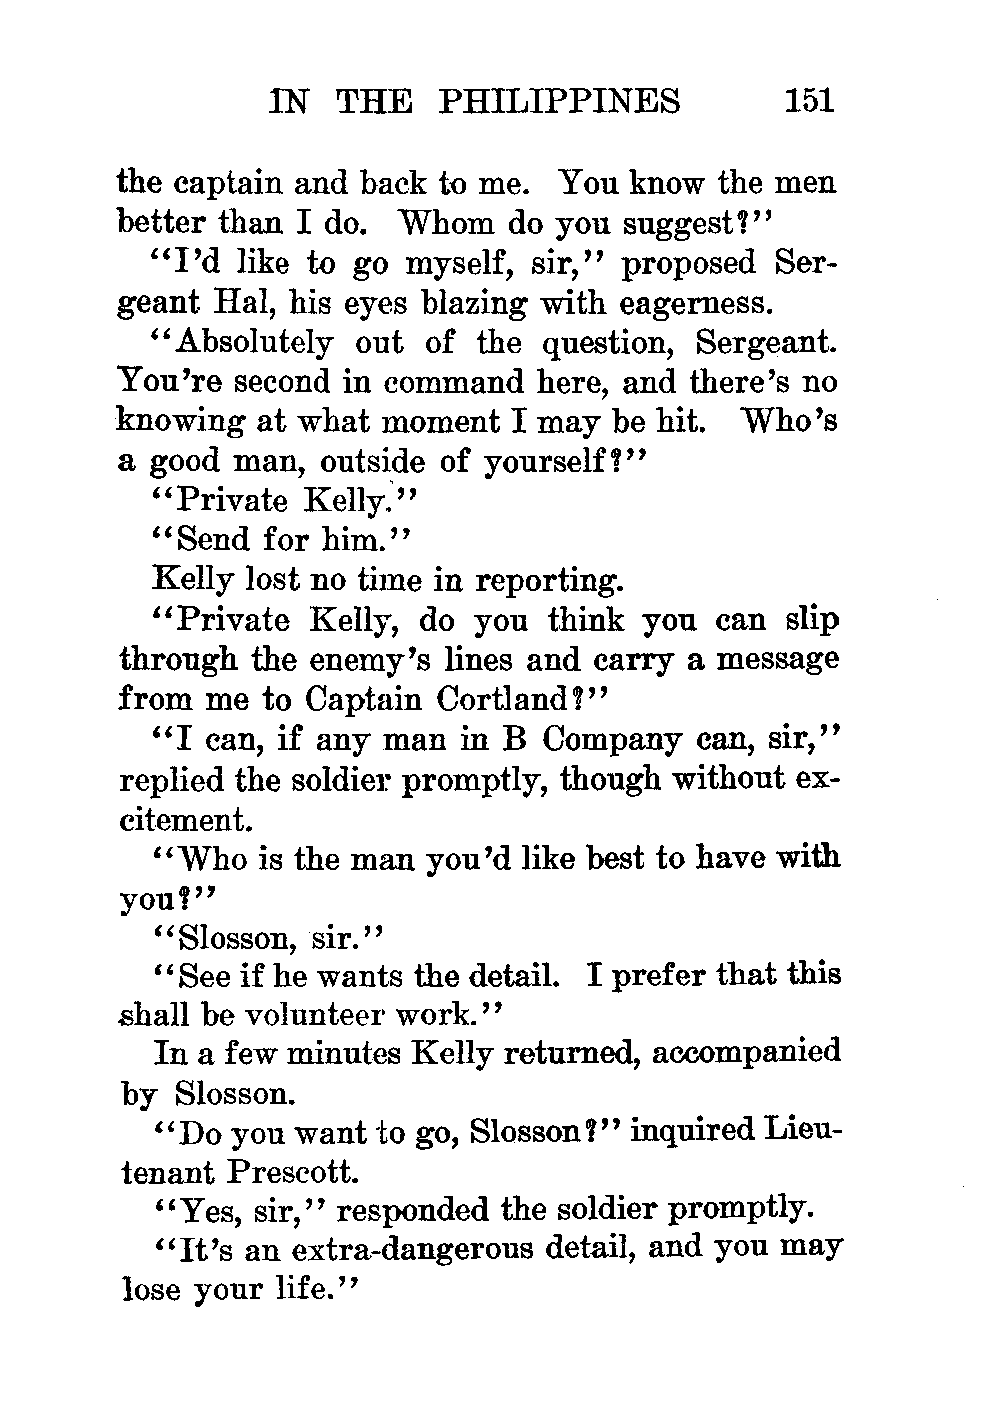 IN THE PHILIPPINES 151
the captain and back to me. You know the men
better than I do. Whom do you suggest?"
"I'd like to go myself, sir," proposed Ser-
geant Hal, his eyes blazing with eagerness.
"Absolutely out of the question, Sergeant.
You're second in command here, and there's no
knowing at what moment I may be hit. Who's
a good man, outside of yourself?"
"Private Kelly."
"Send for him."
Kelly lost no time in reporting.
"Private Kelly, do you think you can slip
through the enemy's lines and carry a message
from me to Captain Cortland?"
"I can, if any man in B Company can, sir,"
replied the soldier promptly, though without ex-
citement.
"Who is the man you'd like best to have with
you?"
"Slosson, sir."
"See if he wants the detail. I prefer that this
shall be volunteer work."
In a few minutes Kelly returned, accompanied
by Slosson.
"Do you want to go, Slosson?" inquired Lieu-
tenant Prescott.
"Yes, sir," responded the soldier promptly.
"It's an extra-dangerous detail, and you may
lose your life."